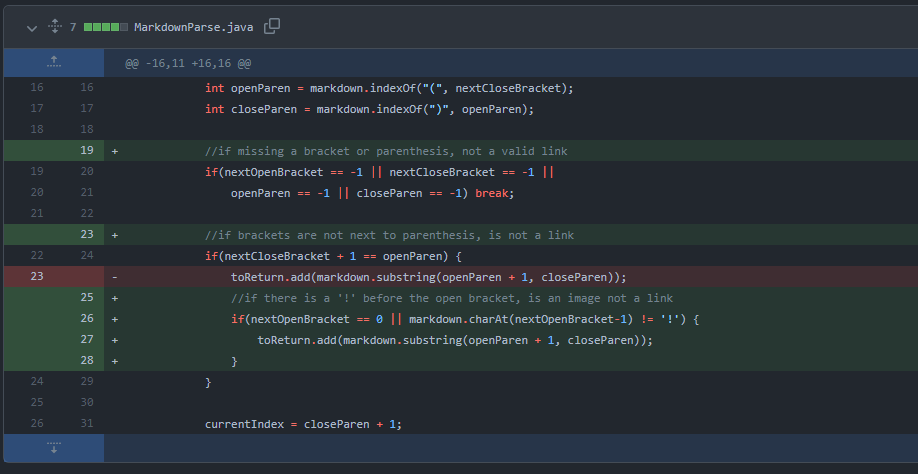 7 MarkdownParse.java
@@ -16,11 +16,16 @@
16 16 int openParen = markdown.indexOf("(", nextCloseBracket);
17 17 int closeParen = markdown.indexOf(")", openParen);
18 18
19 + //if missing a bracket or parenthesis, not a valid link
19 20 if(nextOpenBracket == -1 || nextCloseBracket == -1 ||
20 21 openParen == -1 || closeParen == -1) break;
21 22
23 + //if brackets are not next to parenthesis, is not a link
22 24 if(nextCloseBracket + 1 == openParen) {
23 - toReturn.add(markdown.substring(openParen + 1, closeParen));
25 + //if there is a '!' before the open bracket, is an image not a link
26 + if(nextOpenBracket == 0 || markdown.charAt(nextOpenBracket-1) != '!') {
27 + toReturn.add(markdown.substring(openParen + 1, closeParen));
28 + }
24 29 }
25 30
26 31 currentIndex = closeParen + 1;